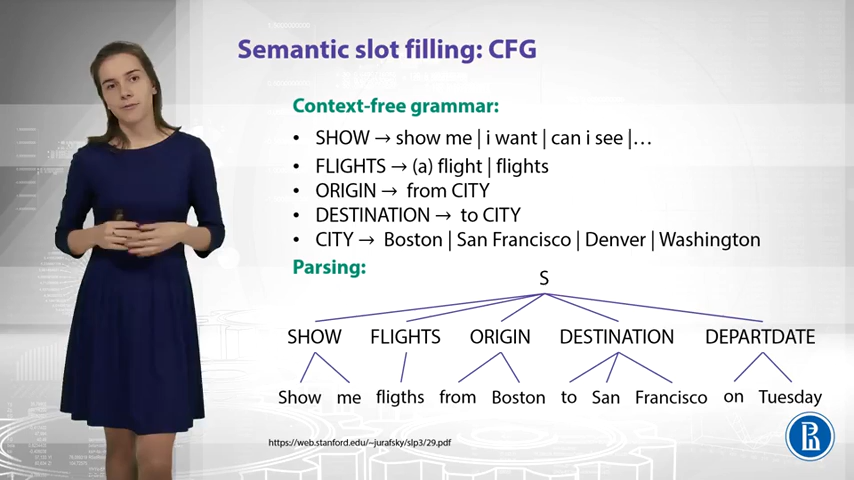 Semantic slot filling: CFG
Context-free grammar:
• SHOW → show me | i want | can i see |...
• FLIGHTS → (a) flight | flights
• ORIGIN → from CITY
• DESTINATION → to CITY
• CITY → Boston | San Francisco | Denver | Washington
Parsing:
S
SHOW FLIGHTS ORIGIN DESTINATION DEPARTDATE
Show me fligths from Boston to San Francisco on Tuesday
https://web.stanford.edu/~jurafsky/slp3/29.pdf